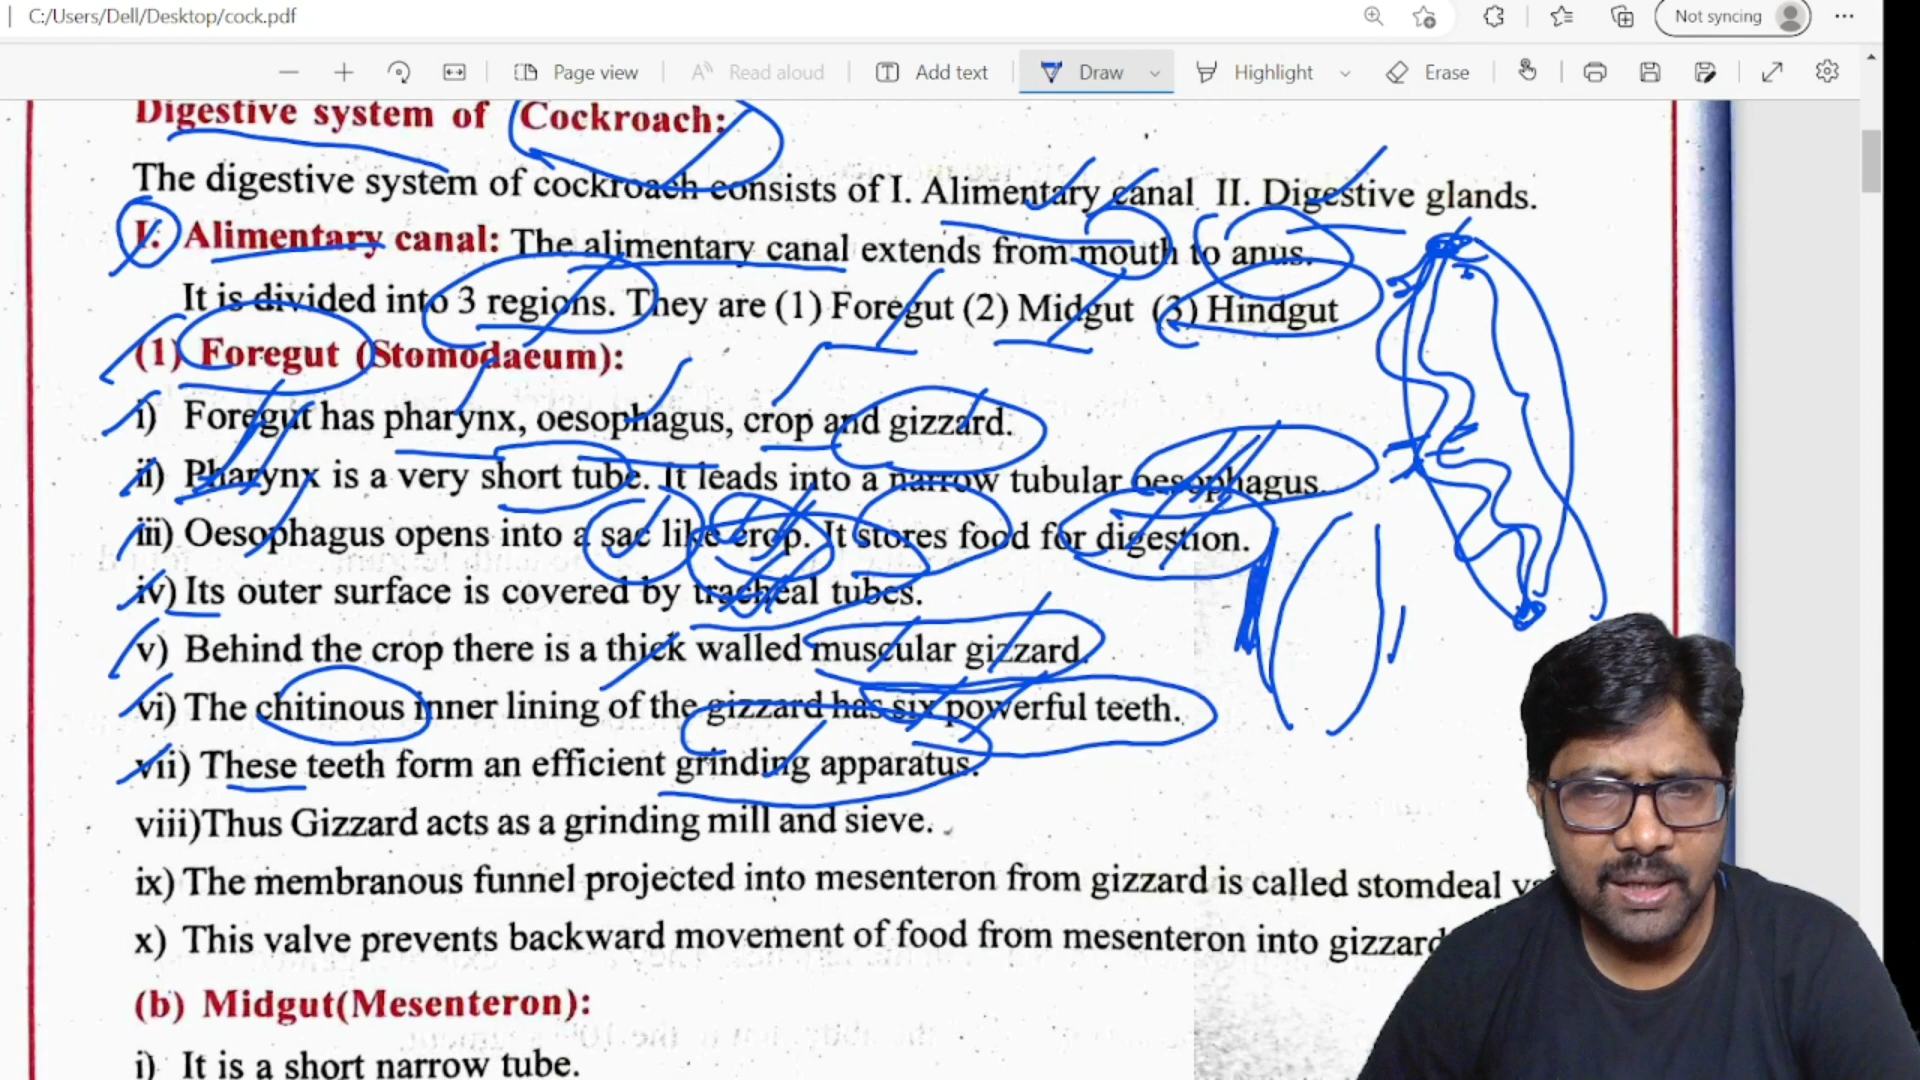 C:/Users/Dell/Desktop/cock.pdf
Not syncing
Page view
Read aloud
Add text
Draw
Highlight
Erase
Digestive system of Cockroach:
The digestive system of cockroach consists of I. Alimentary canal II. Digestive glands.
I. Alimentary canal: The alimentary canal extends from mouth to anus.
It is divided into 3 regions. They are (1) Foregut (2) Midgut (3) Hindgut
(1) Foregut (Stomodaeum):
i) Foregut has pharynx, oesophagus, crop and gizzard.
ii) Pharynx is a very short tube. It leads into a narrow tubular oesophagus.
iii) Oesophagus opens into a sac like crop. It stores food for digestion.
iv) Its outer surface is covered by tracheal tubes.
v) Behind the crop there is a thick walled muscular gizzard.
vi) The chitinous inner lining of the gizzard has six powerful teeth.
vii) These teeth form an efficient grinding apparatus.
viii)Thus Gizzard acts as a grinding mill and sieve.
ix) The membranous funnel projected into mesenteron from gizzard is called stomdeal
x) This valve prevents backward movement of food from mesenteron into gizzard
(b) Midgut(Mesenteron):
i) It is a short narrow tube.